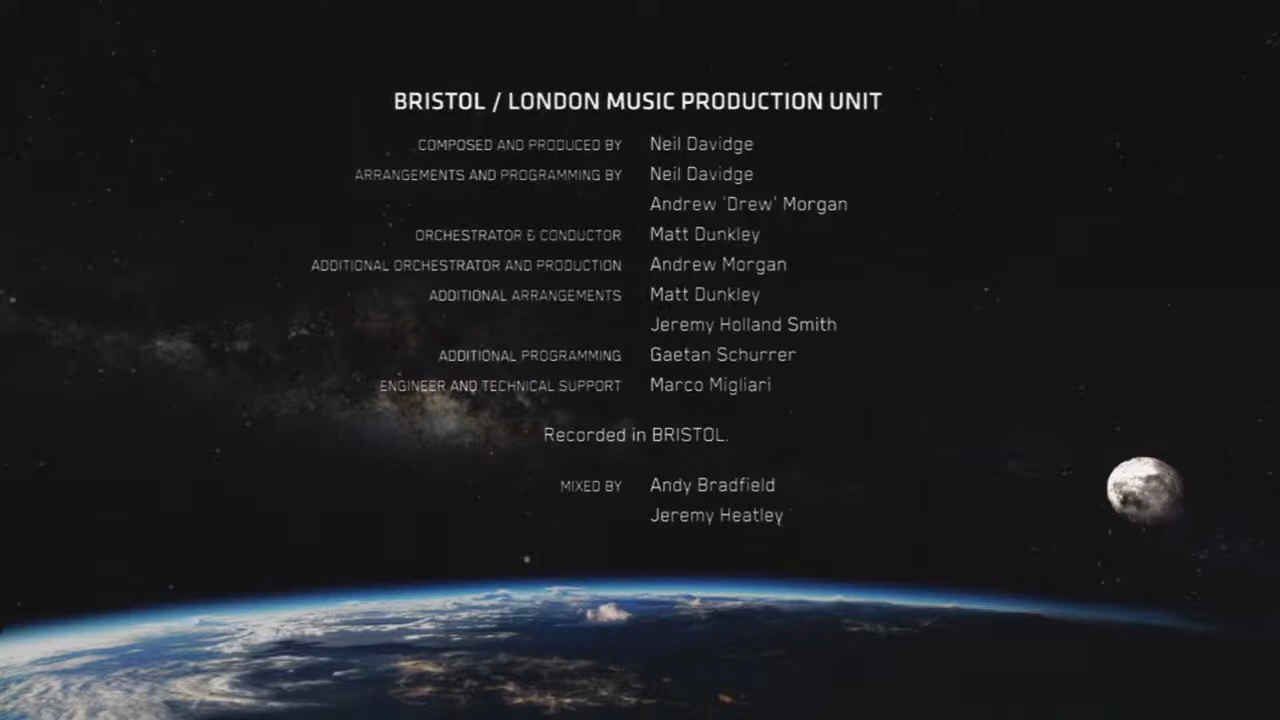 BRISTOL / LONDON MUSIC PRODUCTION UNIT
COMPOSED AND PRODUCED BY Neil Davidge
ARRANGEMENTS AND PROGRAMMING BY Neil Davidge
Andrew 'Drew' Morgan
ORCHESTRATOR & CONDUCTOR Matt Dunkley
ADDITIONAL ORCHESTRATOR AND PRODUCTION Andrew Morgan
ADDITIONAL ARRANGEMENTS Matt Dunkley
Jeremy Holland Smith
ADDITIONAL PROGRAMMING Gaetan Schurrer
ENGINEER AND TECHNICAL SUPPORT Marco Migliari
Recorded in BRISTOL.
MIXED BY Andy Bradfield
Jeremy Heatley